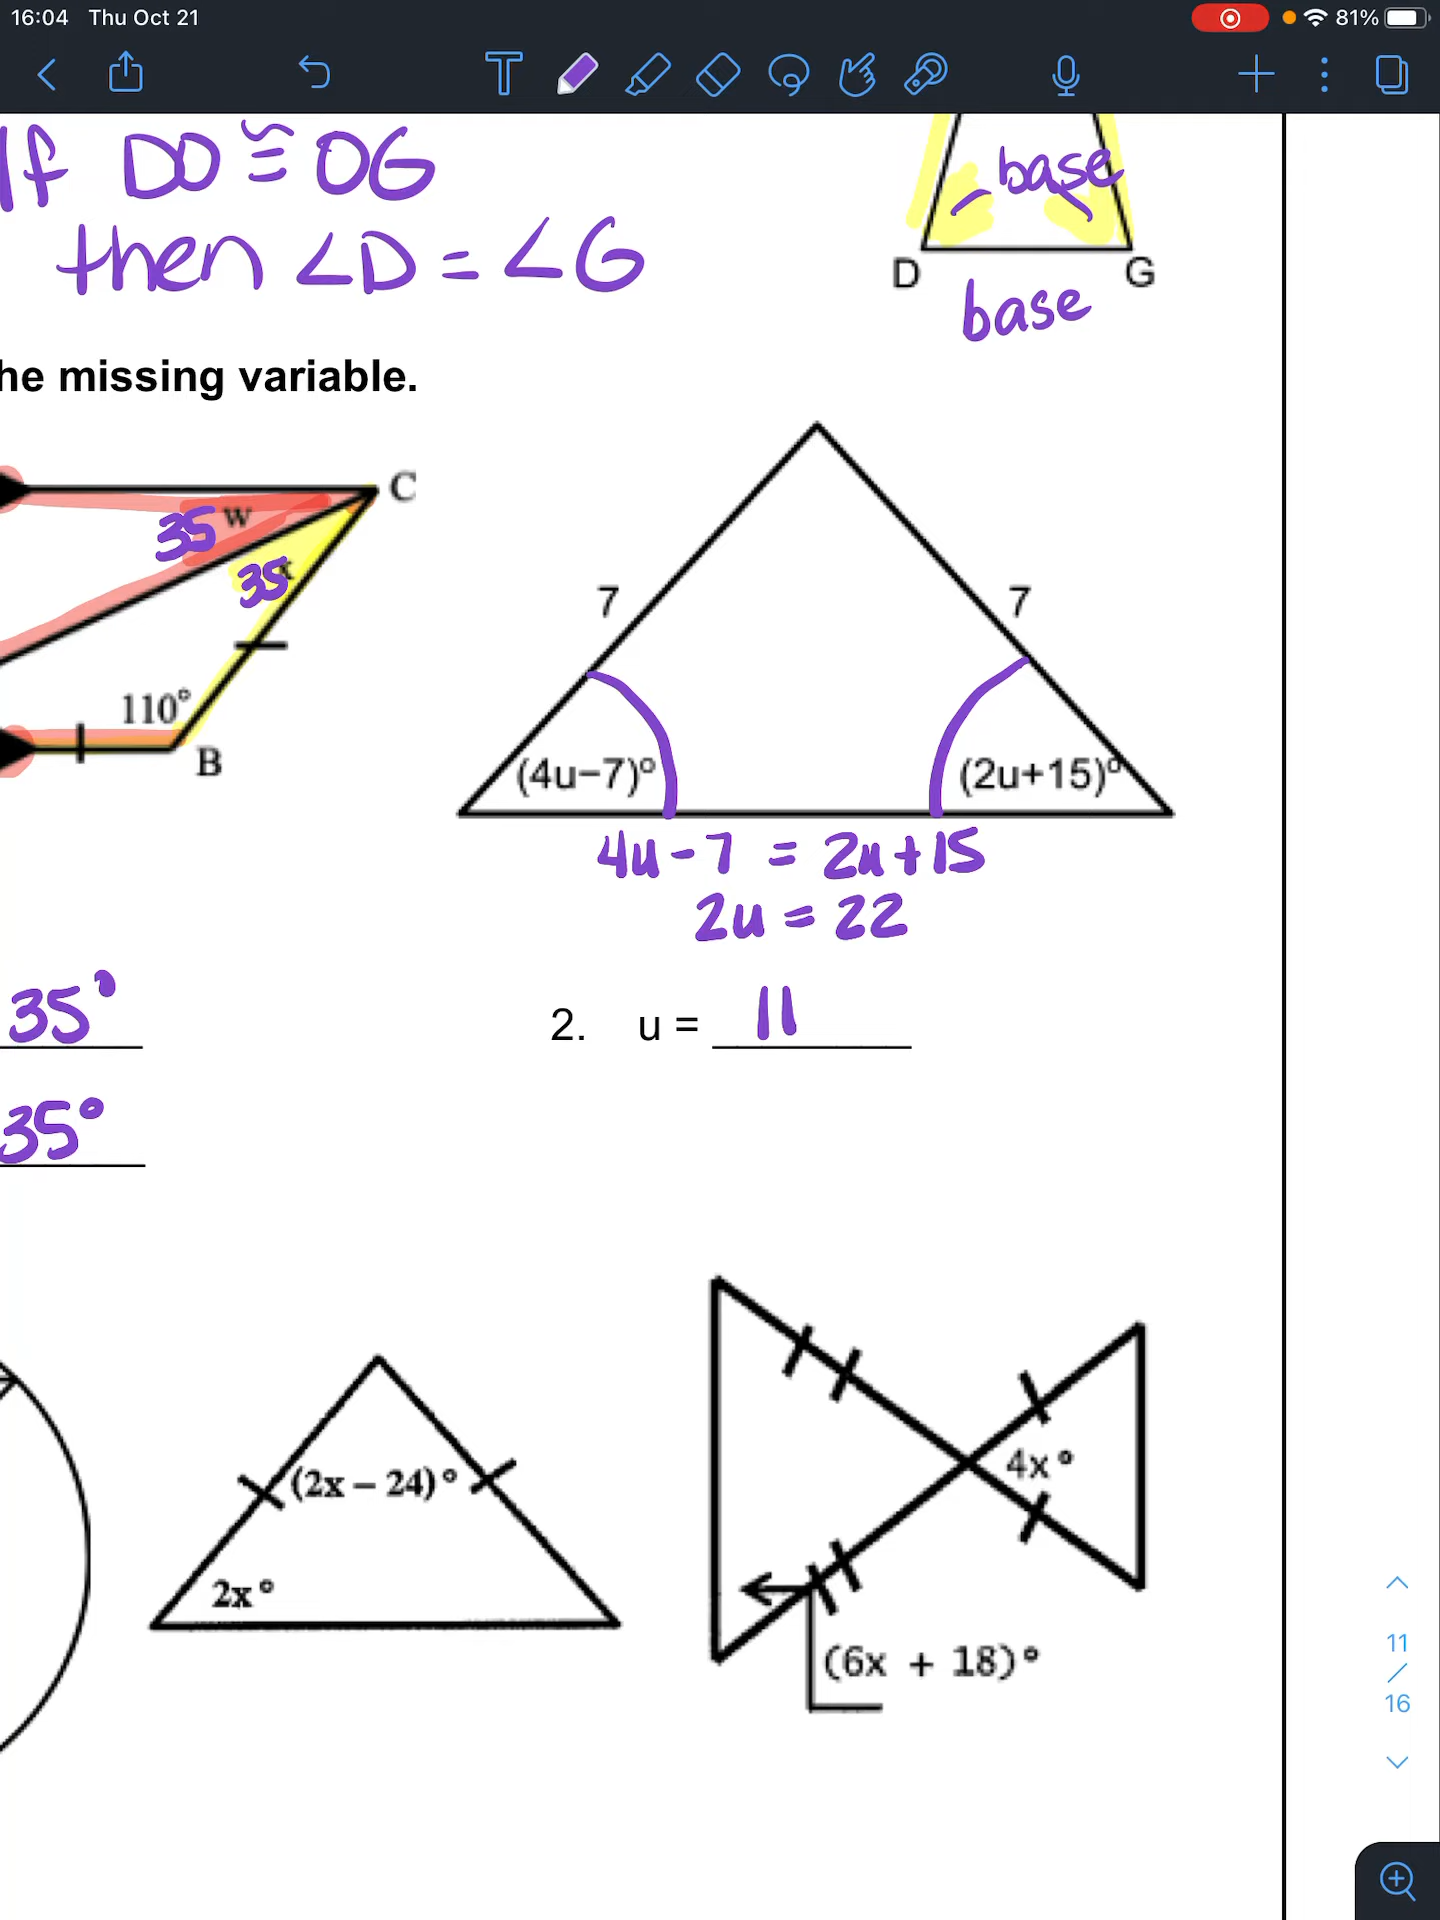 16:04 Thu Oct 21
81%
If DO ≅ OG
then ∠D = ∠G
base
D
G
base
he missing variable.
C
35 w
35
110°
B
7
7
(4u−7)°
(2u+15)°
4u-7 = 2u+15
2u = 22
35°
2. u = 11
35°
(2x – 24)°
2x°
4x°
(6x + 18)°
11
/
16